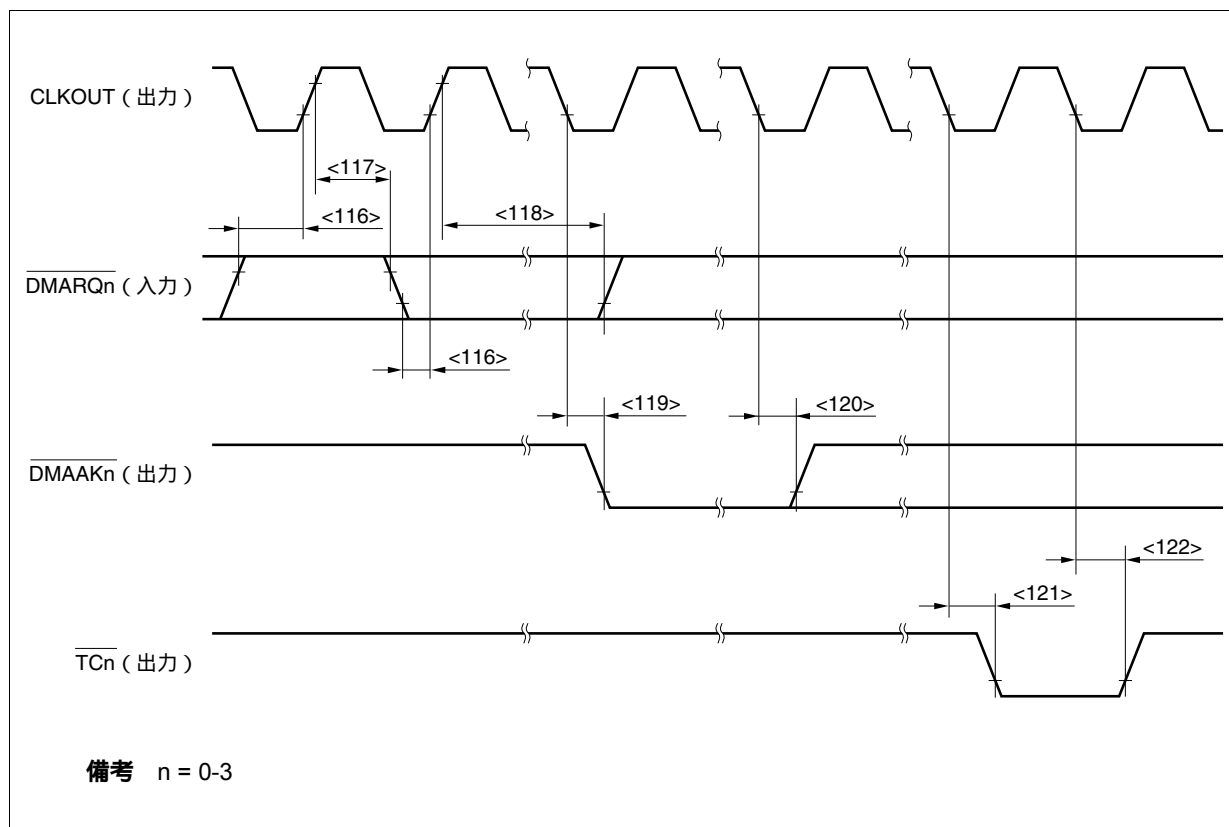 CLKOUT（出力）
<117>
<116>
<118>
DMARQn（入力）
<116>
<119>
<120>
DMAAKn（出力）
<122>
<121>
TCn（出力）
備考 n = 0-3